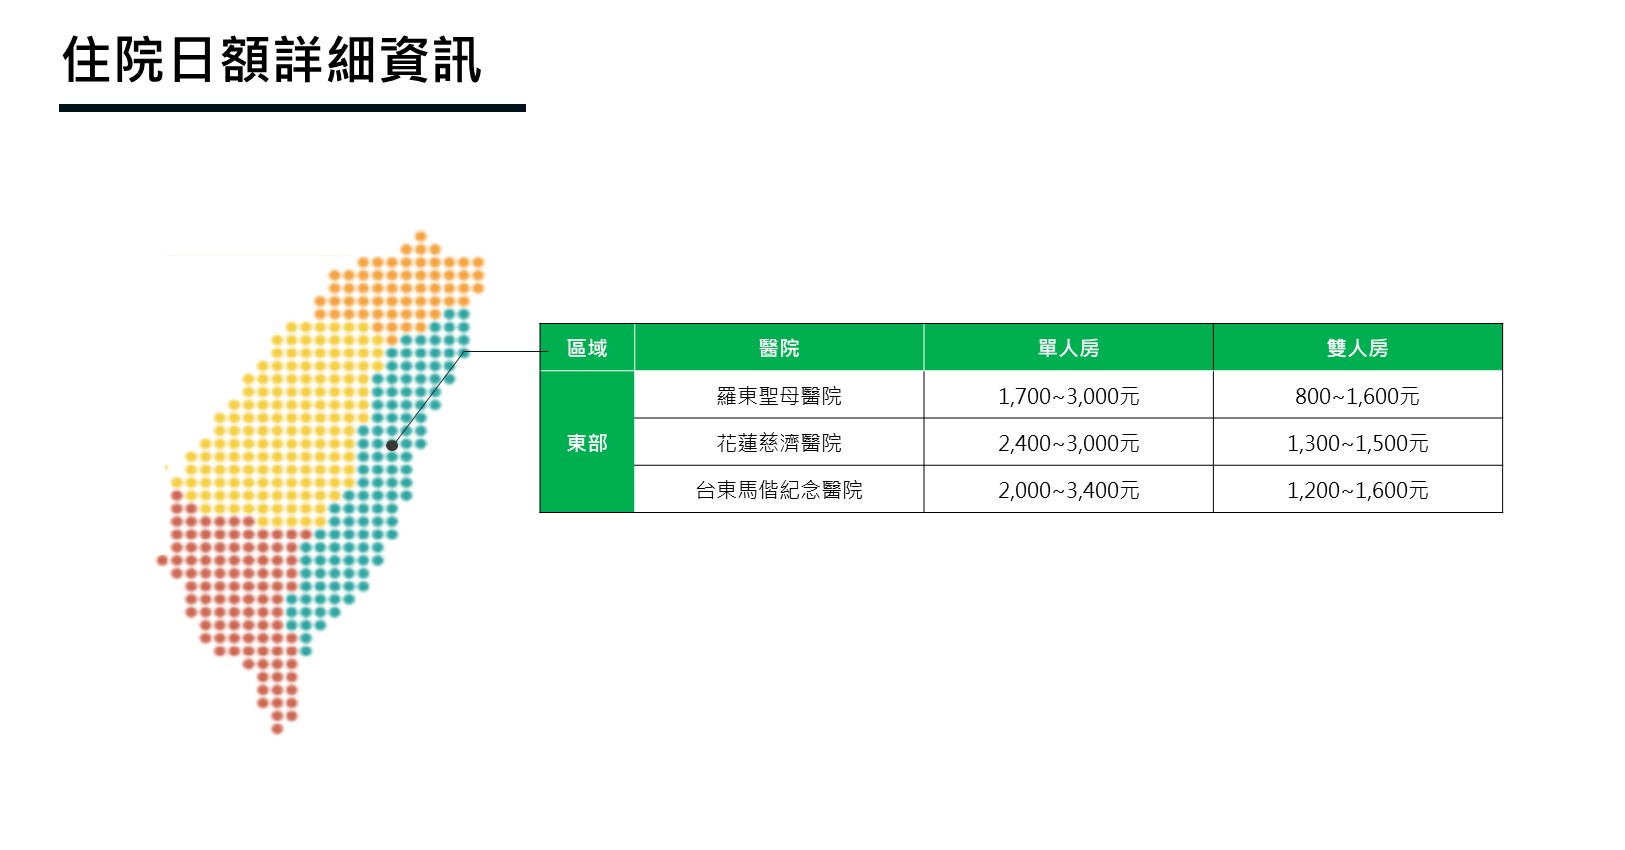 住院日額詳細資訊
區域 醫院 單人房 雙人房
東部 羅東聖母醫院 1,700~3,000元 800~1,600元
花蓮慈濟醫院 2,400~3,000元 1,300~1,500元
台東馬偕紀念醫院 2,000~3,400元 1,200~1,600元